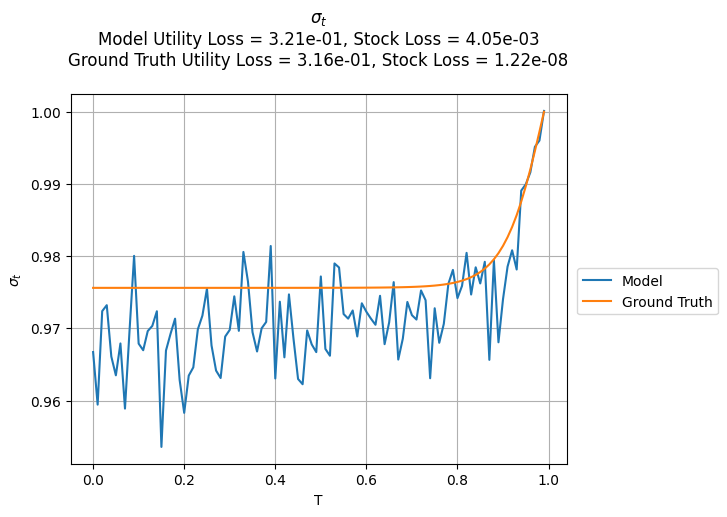 σ_t
Model Utility Loss = 3.21e-01, Stock Loss = 4.05e-03
Ground Truth Utility Loss = 3.16e-01, Stock Loss = 1.22e-08
1.00
0.99
0.98
0.97
0.96
σ_t
0.0 0.2 0.4 0.6 0.8 1.0
T
Model
Ground Truth